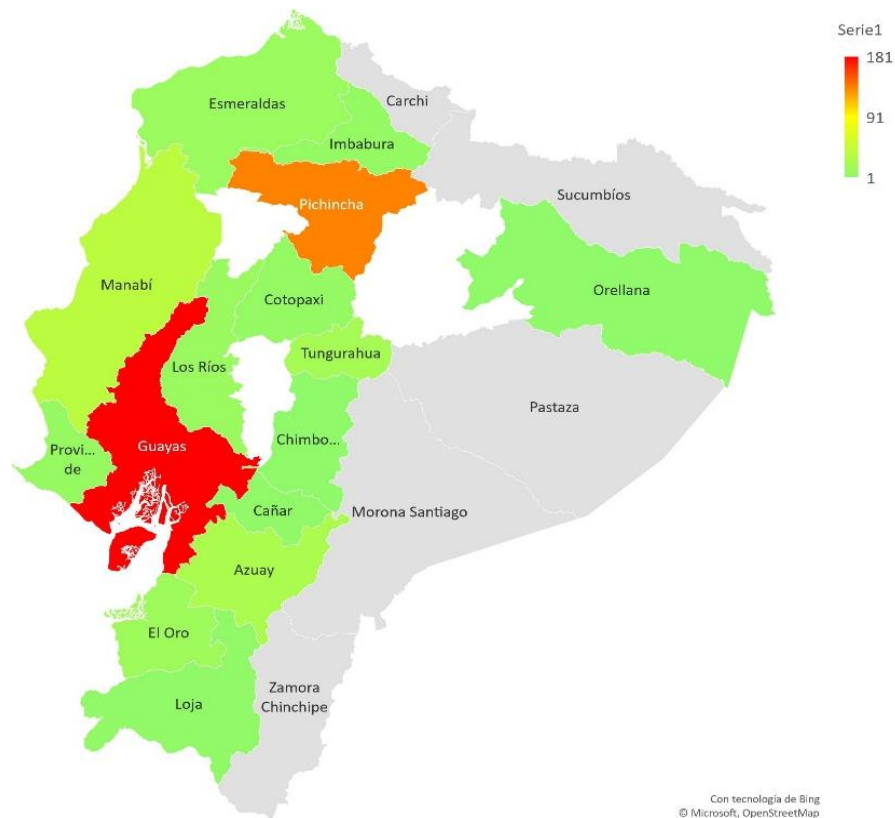 Serie1
181
91
1
Carchi
Esmeraldas
Imbabura
Sucumbíos
Pichincha
Manabí
Cotopaxi
Orellana
Tungurahua
Los Ríos
Pastaza
Provi...
de
Guayas
Chimbo...
Cañar
Morona Santiago
Azuay
El Oro
Loja
Zamora
Chinchipe
Con tecnología de Bing
© Microsoft, OpenStreetMap